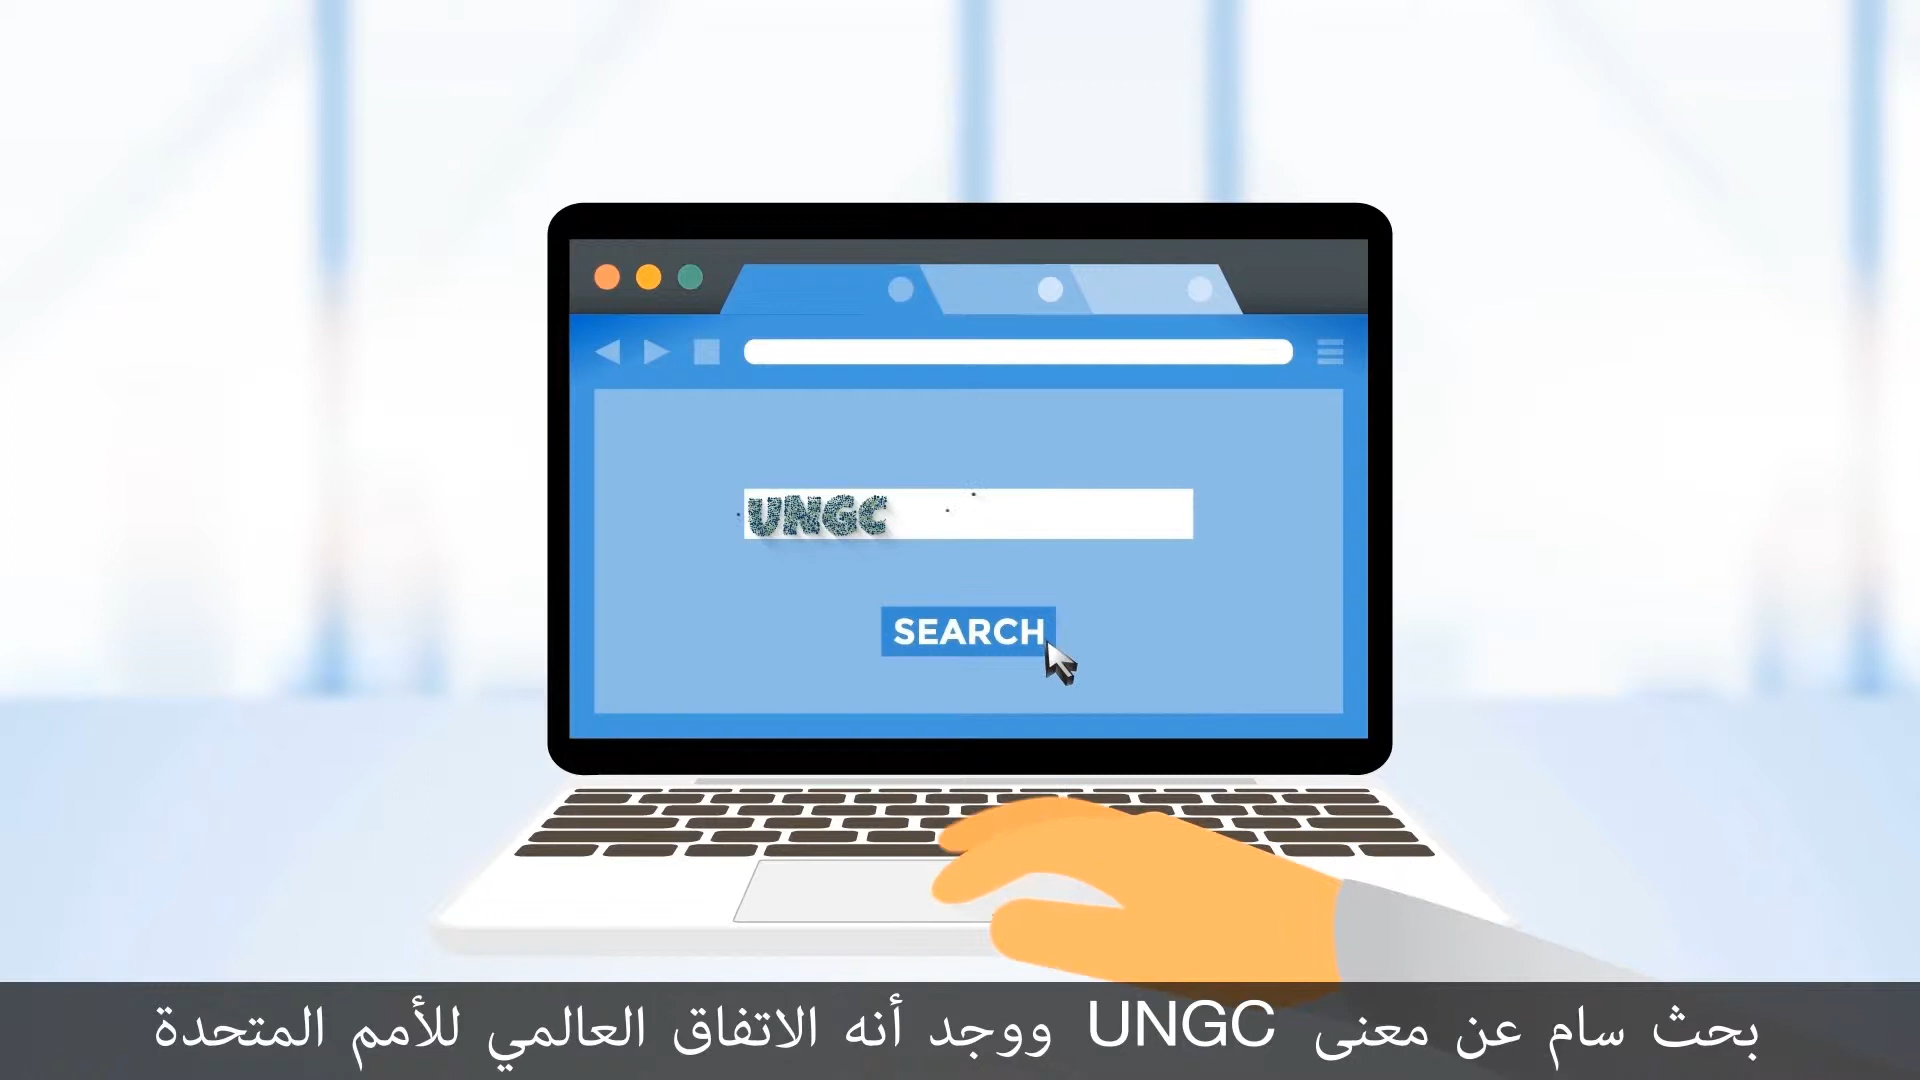 UNGC
SEARCH
بحث سام عن معنى UNGC ووجد أنه الاتفاق العالمي للأمم المتحدة